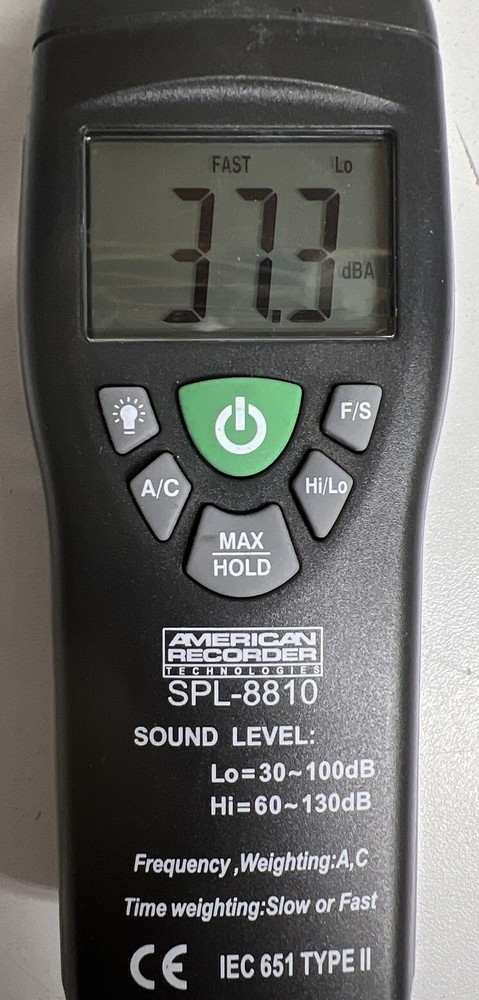 FAST Lo
37.3 dBA
F/S
A/C Hi/Lo
MAX
HOLD
AMERICAN
RECORDER
TECHNOLOGIES
SPL-8810
SOUND LEVEL:
Lo=30~100dB
Hi=60~130dB
Frequency,Weighting:A,C
Time weighting:Slow or Fast
CE IEC 651 TYPE II